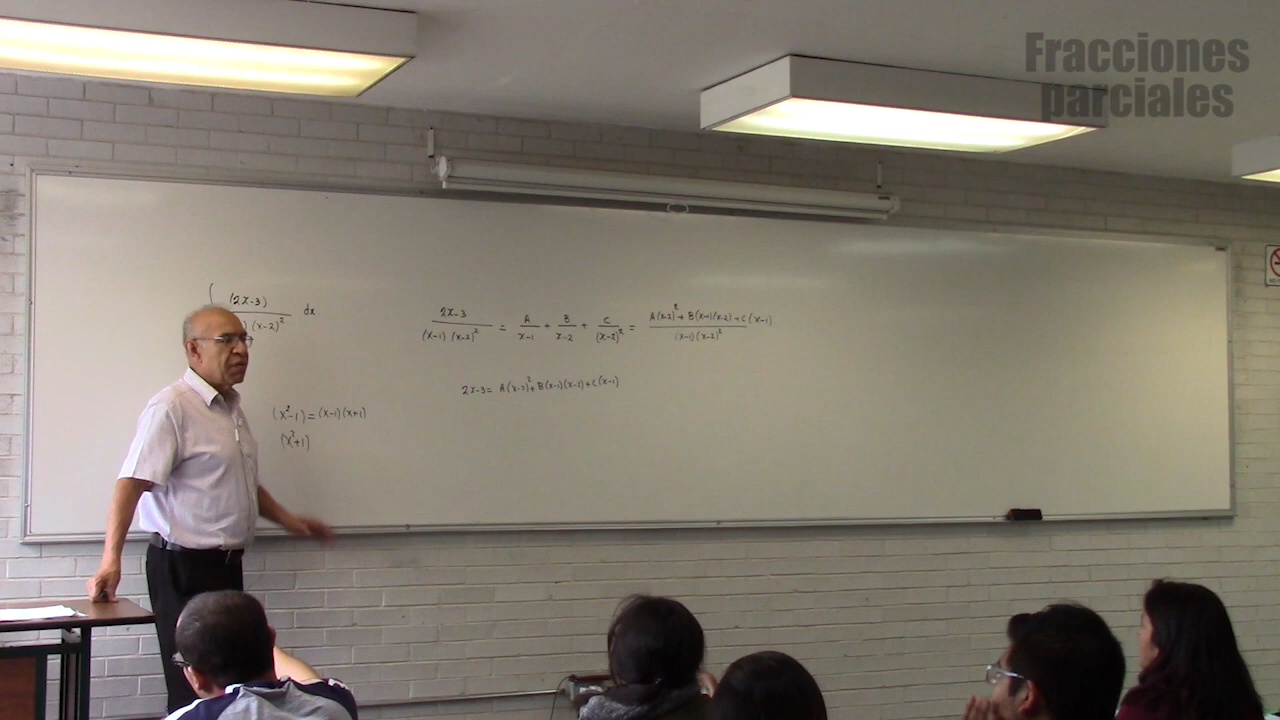 Fracciones
parciales
∫ (2x-3)
) (x-2)² dx
(x²-1) = (x-1)(x+1)
(x²+1)
2x-3 / (x-1)(x-2)² = A / x-1 + B / x-2 + C / (x-2)² = A(x-2)² + B(x-1)(x-2) + C(x-1) / (x-1)(x-2)²
2x-3 = A(x-2)² + B(x-1)(x-2) + C(x-1)